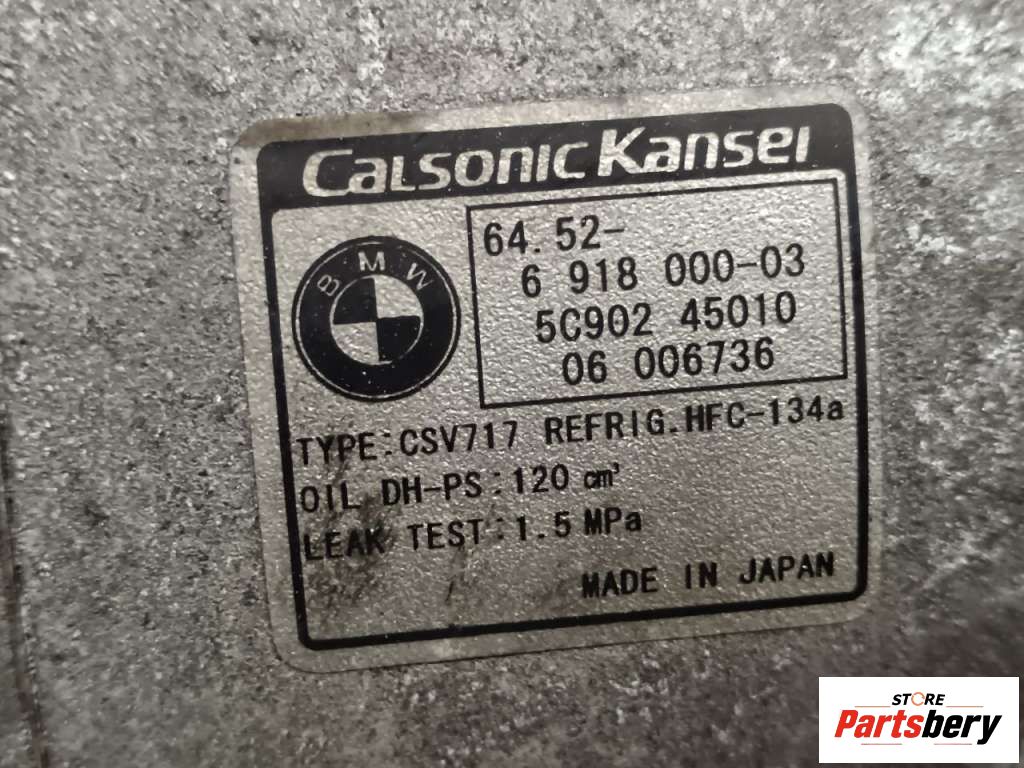 Calsonic Kansei
BMW
64.52-
6 918 000-03
5C902 45010
06 006736
TYPE:CSV717 REFRIG.HFC-134a
OIL DH-PS:120 cm³
LEAK TEST:1.5 MPa
MADE IN JAPAN
STORE
Partsbery